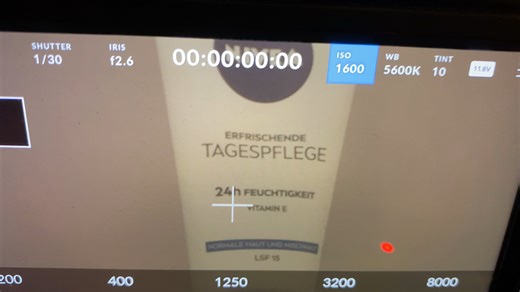 SHUTTER
1/30
IRIS
f2.6
00:00:00:00
ISO
1600
WB
5600K
TINT
10
11.8V
NIVEA
ERFRISCHENDE
TAGESPFLEGE
24h FEUCHTIGKEIT
VITAMIN E
NORMALE HAUT UND MISCHHAUT
LSF 15
200
400
1250
3200
8000